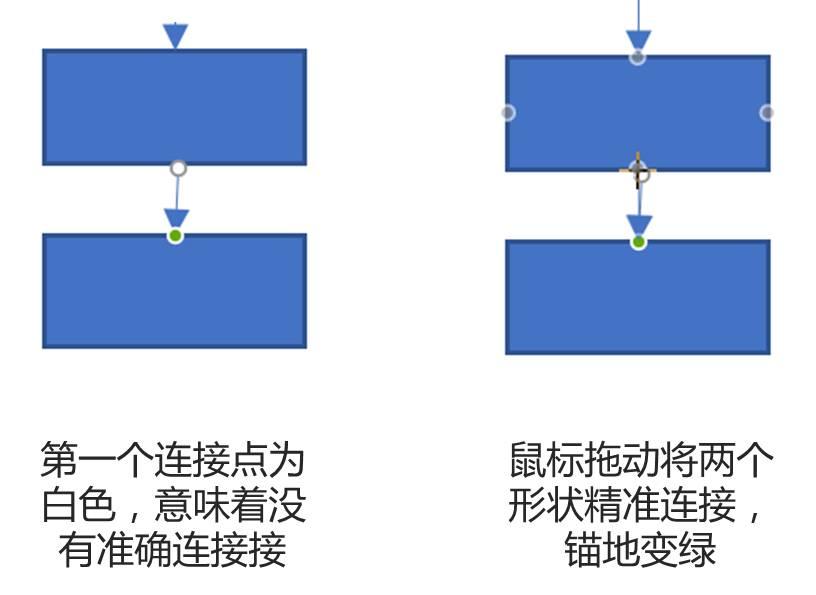 第一个连接点为
白色，意味着没
有准确连接接
鼠标拖动将两个
形状精准连接，
锚地变绿